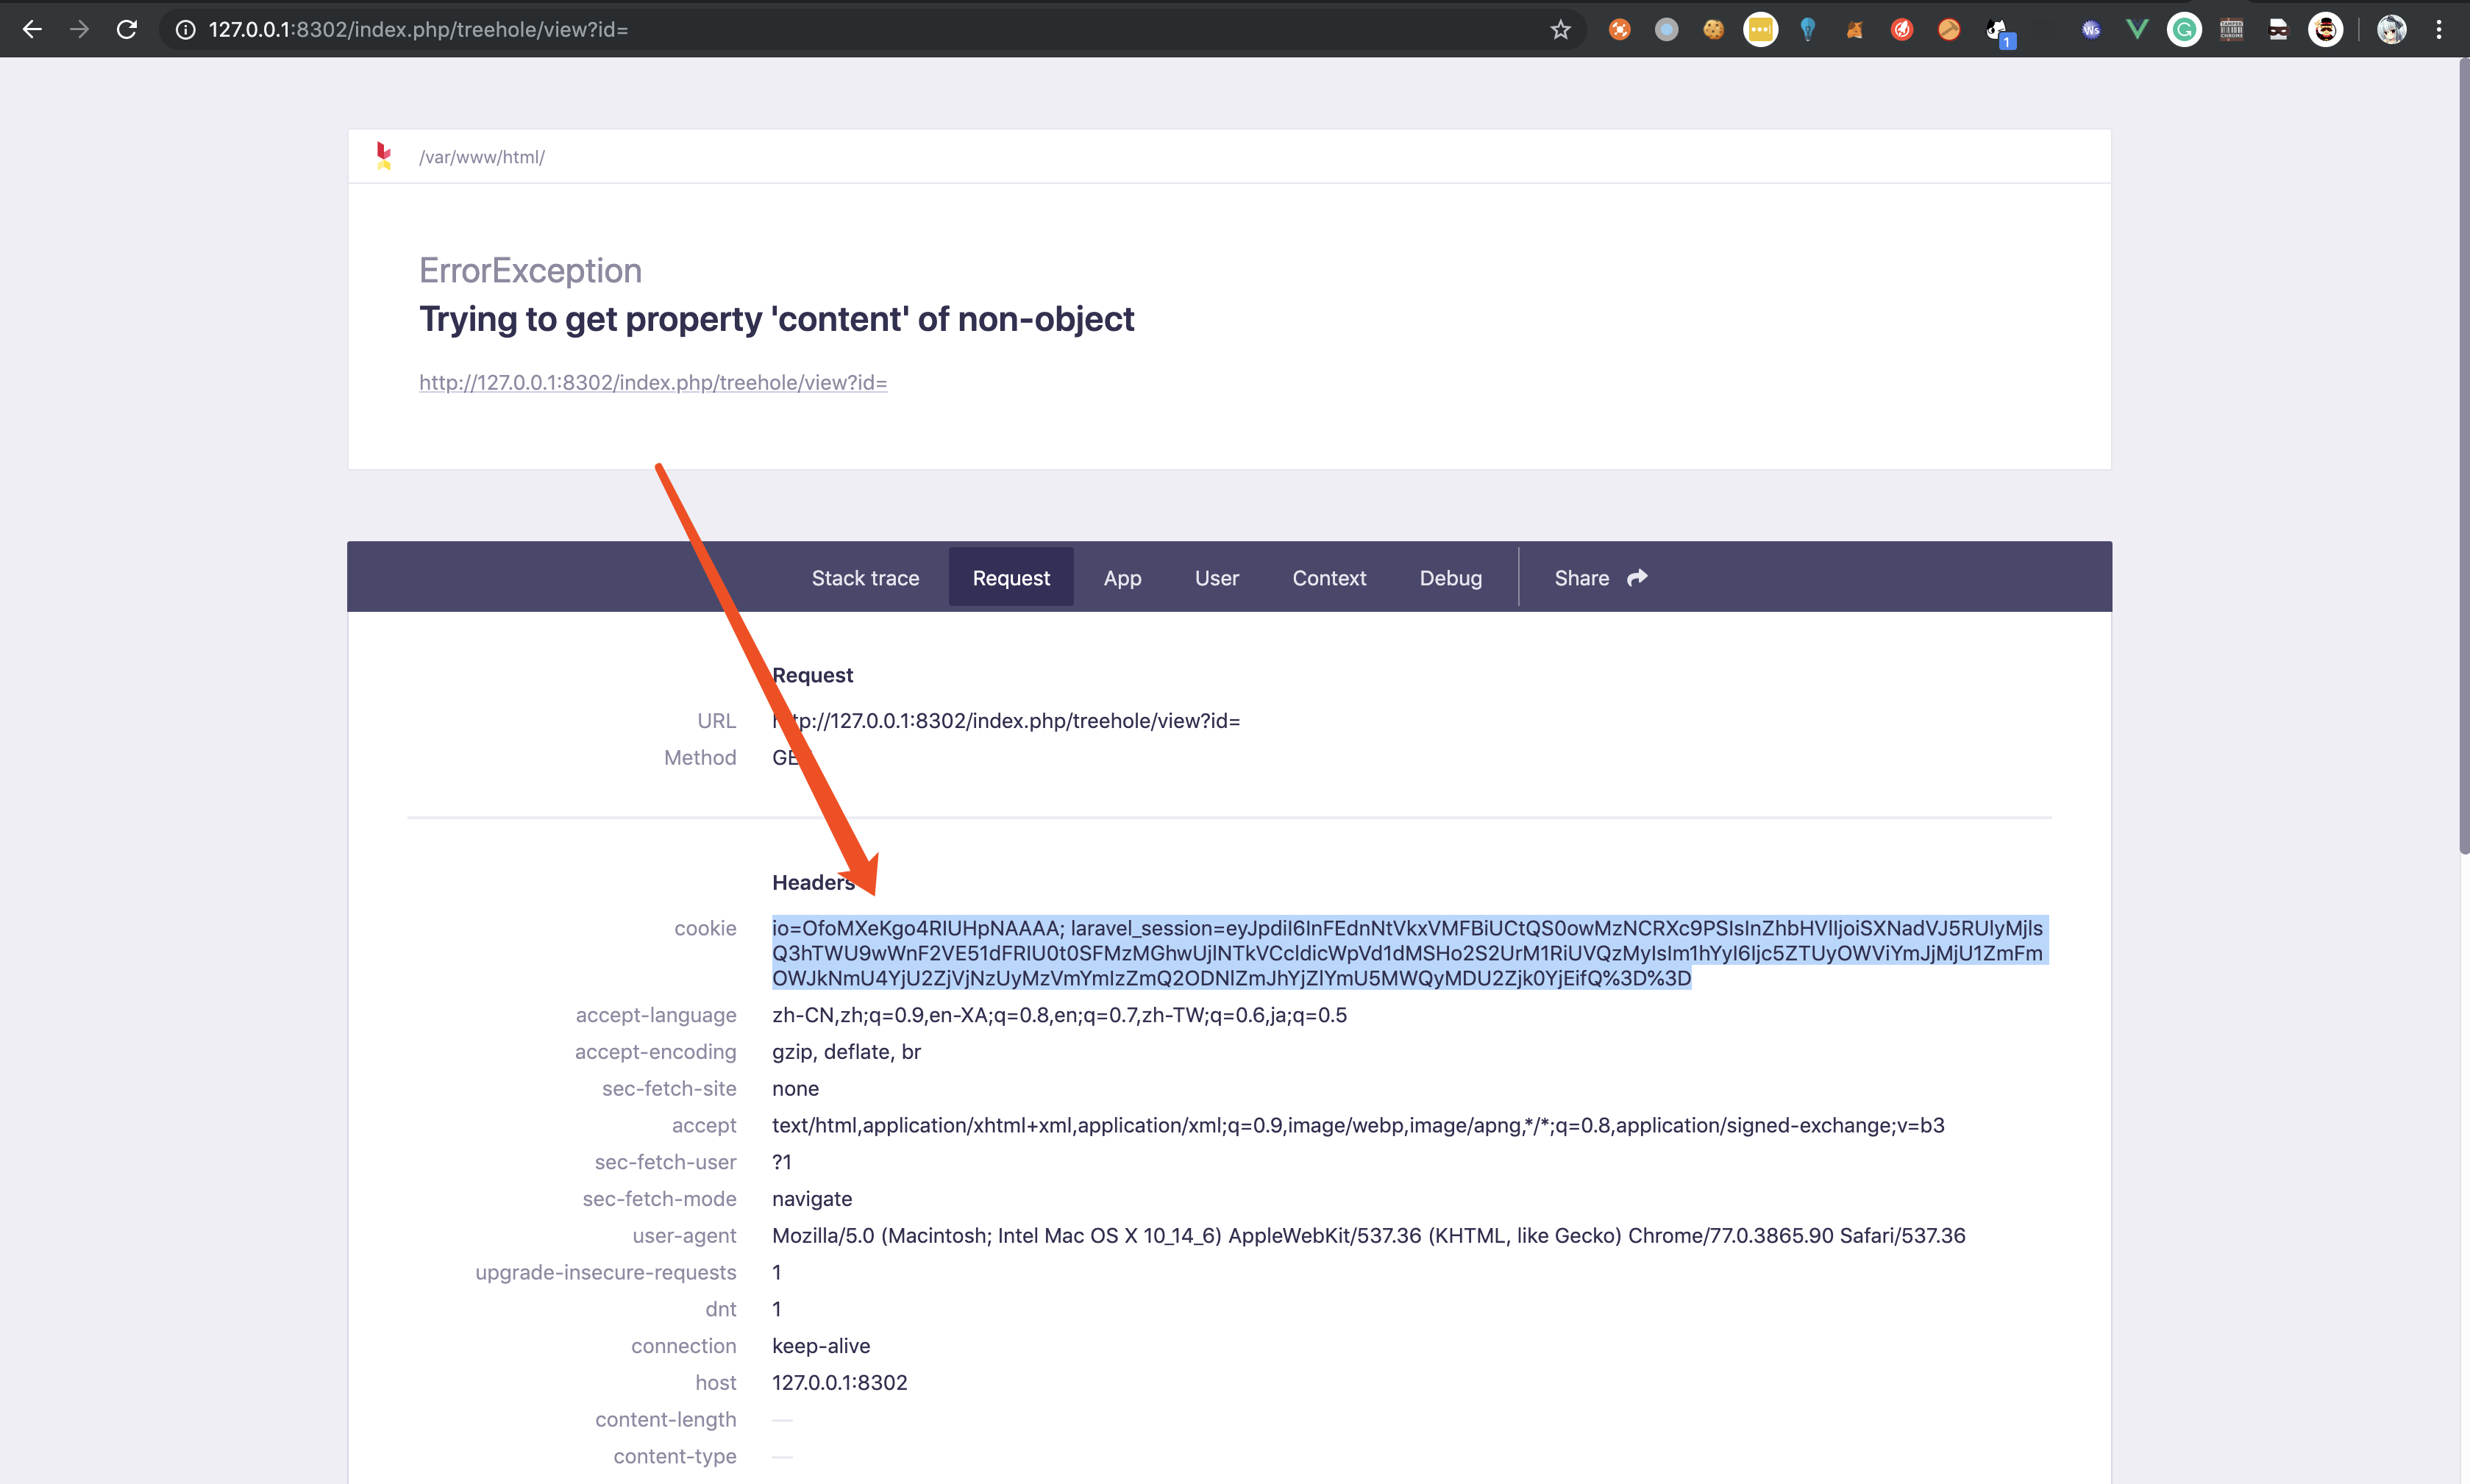 127.0.0.1:8302/index.php/treehole/view?id=
1
Ws
/var/www/html/
ErrorException
Trying to get property 'content' of non-object
http://127.0.0.1:8302/index.php/treehole/view?id=
Stack trace Request App User Context Debug Share
Request
URL http://127.0.0.1:8302/index.php/treehole/view?id=
Method GET
Headers
cookie io=OfoMXeKgo4RIUHpNAAAA; laravel_session=eyJpdiI6InFEdnNtVkxVMFBiUCtQS0owMzNCRXc9PSIsInZhbHVlIjoiSXNadVJ5RUlyMjls
Q3hTWU9wWnF2VE51dFRIU0t0SFMzMGhwUjlNTkVCcldicWpVd1dMSHo2S2UrM1RiUVQzMyIsIm1hYyI6Ijc5ZTUyOWViYmJjMjU1ZmFm
OWJkNmU4YjU2ZjVjNzUyMzVmYmIzZmQ2ODNlZmJhYjZlYmU5MWQyMDU2Zjk0YjEifQ%3D%3D
accept-language zh-CN,zh;q=0.9,en-XA;q=0.8,en;q=0.7,zh-TW;q=0.6,ja;q=0.5
accept-encoding gzip, deflate, br
sec-fetch-site none
accept text/html,application/xhtml+xml,application/xml;q=0.9,image/webp,image/apng,*/*;q=0.8,application/signed-exchange;v=b3
sec-fetch-user ?1
sec-fetch-mode navigate
user-agent Mozilla/5.0 (Macintosh; Intel Mac OS X 10_14_6) AppleWebKit/537.36 (KHTML, like Gecko) Chrome/77.0.3865.90 Safari/537.36
upgrade-insecure-requests 1
dnt 1
connection keep-alive
host 127.0.0.1:8302
content-length —
content-type —